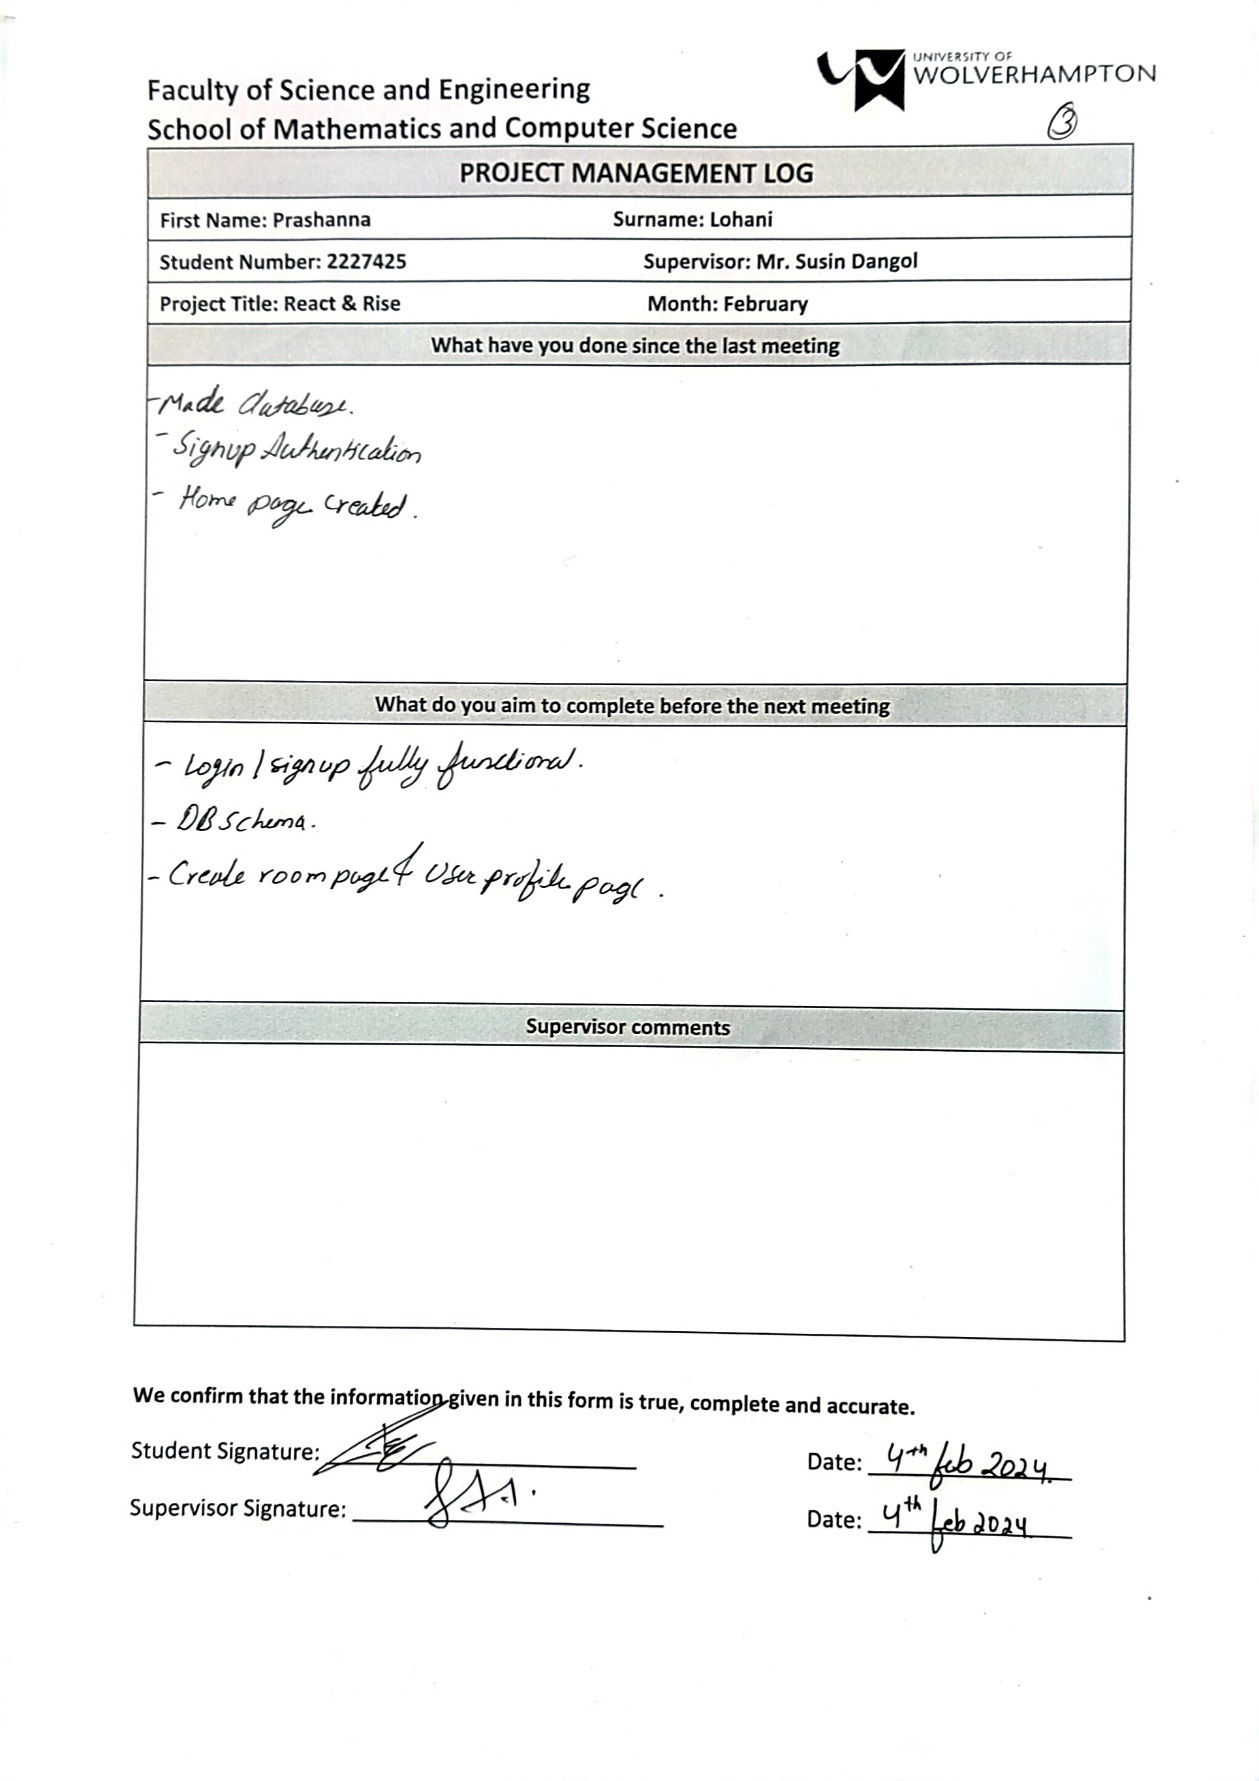 UNIVERSITY OF
WOLVERHAMPTON
Faculty of Science and Engineering
School of Mathematics and Computer Science
3
PROJECT MANAGEMENT LOG
First Name: Prashanna Surname: Lohani
Student Number: 2227425 Supervisor: Mr. Susin Dangol
Project Title: React & Rise Month: February
What have you done since the last meeting
- Made database.
- Signup Authentication
- Home page created.
What do you aim to complete before the next meeting
- Login / signup fully functional.
- DB Schema.
- Create room page & User profile page.
Supervisor comments
We confirm that the information given in this form is true, complete and accurate.
Student Signature: Date: 4th feb 2024.
Supervisor Signature: Date: 4th feb 2024